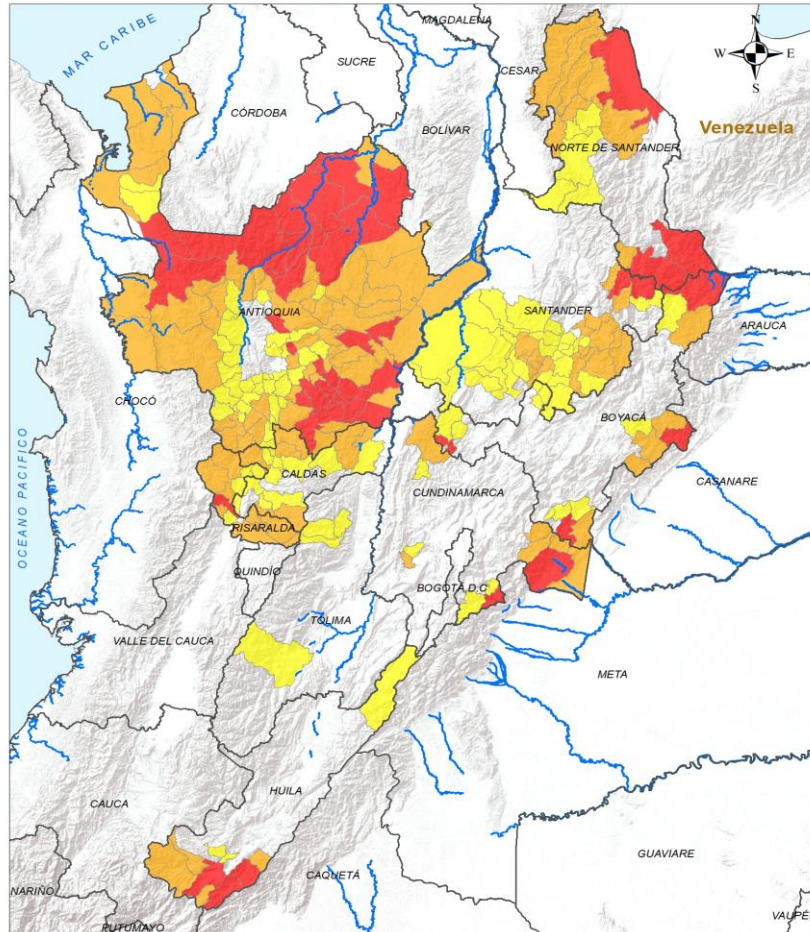 MAGDALENA
N
W E
S
MAR CARIBE
SUCRE
CESAR
CÓRDOBA
BOLÍVAR
Venezuela
NORTE DE SANTANDER
ANTIOQUIA
SANTANDER
ARAUCA
CHOCÓ
BOYACÁ
CALDAS
CUNDINAMARCA
CASANARE
OCEANO PACIFICO
RISARALDA
QUINDÍO
BOGOTÁ D.C
TOLIMA
VALLE DEL CAUCA
META
HUILA
CAUCA
GUAVIARE
CAQUETÁ
NARIÑO
PUTUMAYO
VAUPÉ